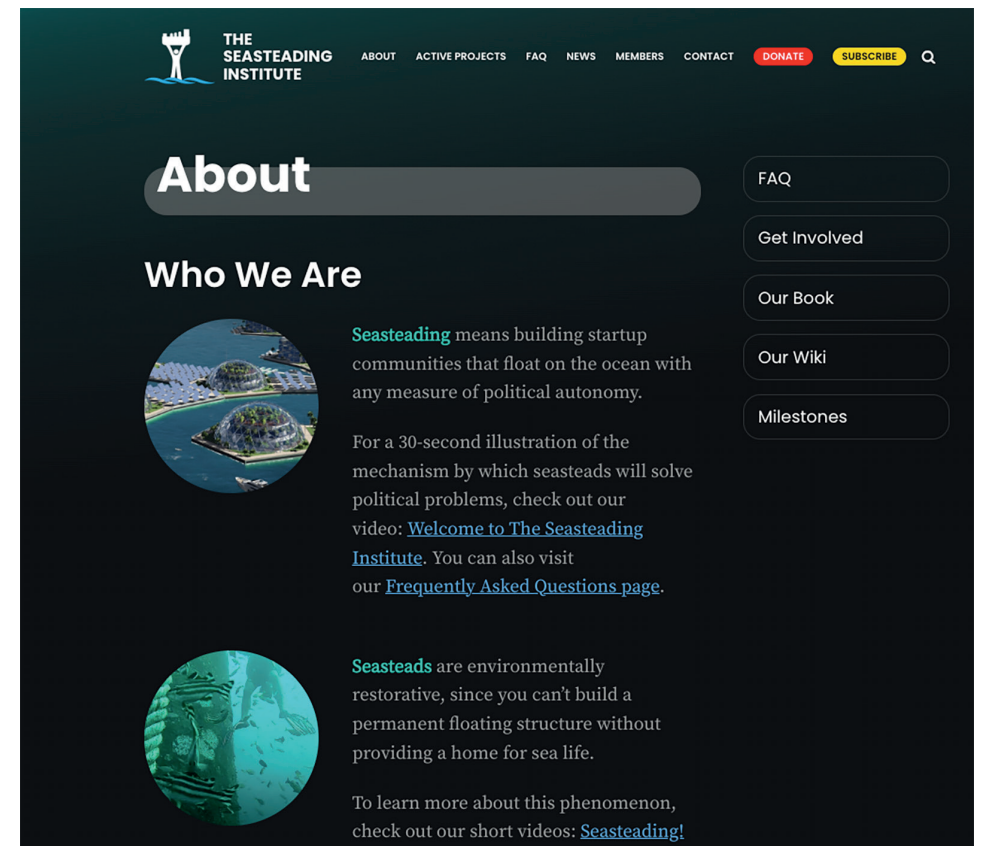 THE
SEASTEADING
INSTITUTE
ABOUT
ACTIVE PROJECTS
FAQ
NEWS
MEMBERS
CONTACT
DONATE
SUBSCRIBE
About
Who We Are
Seasteading means building startup
communities that float on the ocean with
any measure of political autonomy.
For a 30-second illustration of the
mechanism by which seasteads will solve
political problems, check out our
video: Welcome to The Seasteading
Institute. You can also visit
our Frequently Asked Questions page.
Seasteads are environmentally
restorative, since you can’t build a
permanent floating structure without
providing a home for sea life.
To learn more about this phenomenon,
check out our short videos: Seasteading!
FAQ
Get Involved
Our Book
Our Wiki
Milestones